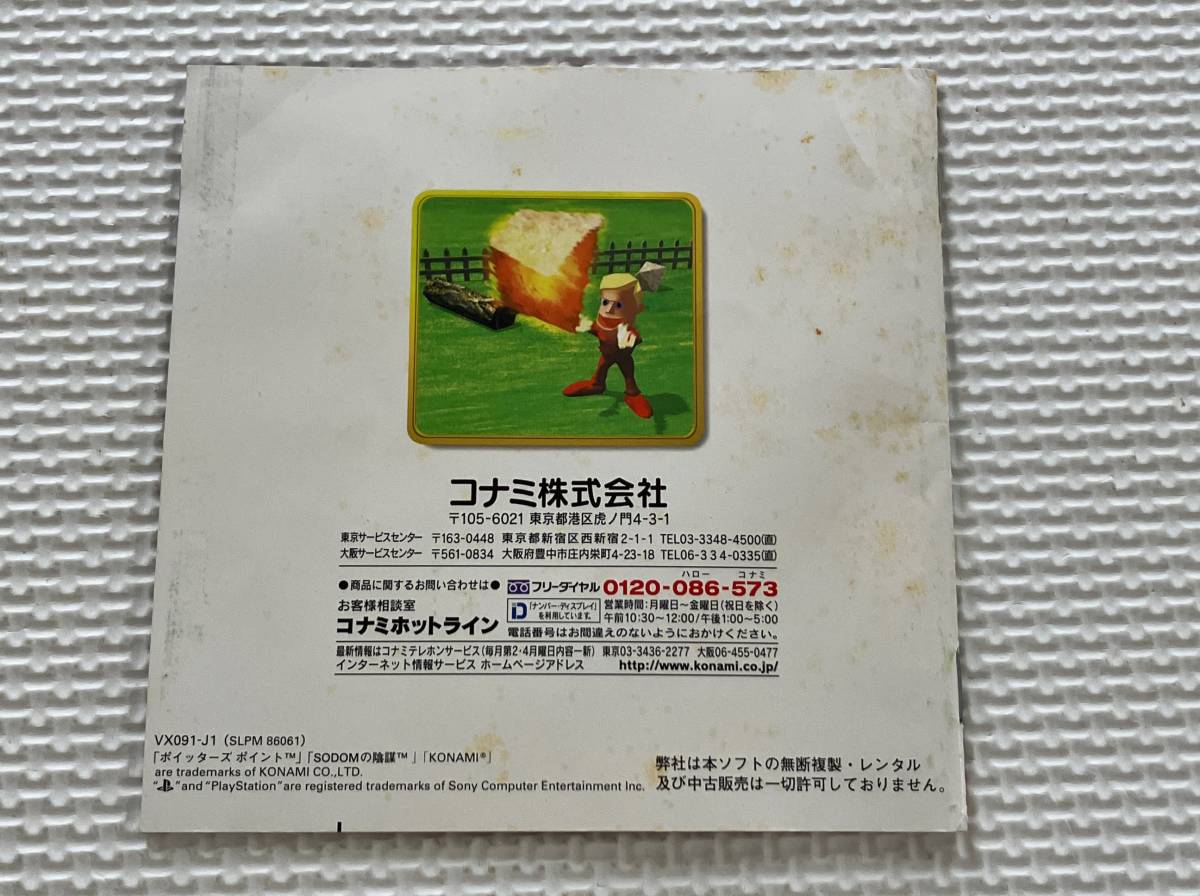 コナミ株式会社
〒105-6021 東京都港区虎ノ門4-3-1
東京サービスセンター 〒163-0448 東京都新宿区西新宿2-1-1 TEL03-3348-4500(直)
大阪サービスセンター 〒561-0834 大阪府豊中市庄内栄町4-23-18 TEL06-334-0335(直)
ハロー コナミ
●商品に関するお問い合わせは● フリーダイヤル 0120-086-573
お客様相談室
コナミホットライン
D 「ナンバー・ディスプレイ」を利用しています。
営業時間:月曜日〜金曜日(祝日を除く)
午前10:30〜12:00/午後1:00〜5:00
電話番号はお間違えのないようにおかけください。
最新情報はコナミテレホンサービス(毎月第2・4月曜日内容一新) 東京03-3436-2277 大阪06-455-0477
インターネット情報サービス ホームページアドレス http://www.konami.co.jp/
VX091-J1 (SLPM 86061)
「ポイッターズ ポイント™」「SODOMの陰謀™」「KONAMI®」
are trademarks of KONAMI CO.,LTD.
" " and "PlayStation" are registered trademarks of Sony Computer Entertainment Inc.
弊社は本ソフトの無断複製・レンタル
及び中古販売は一切許可しておりません。